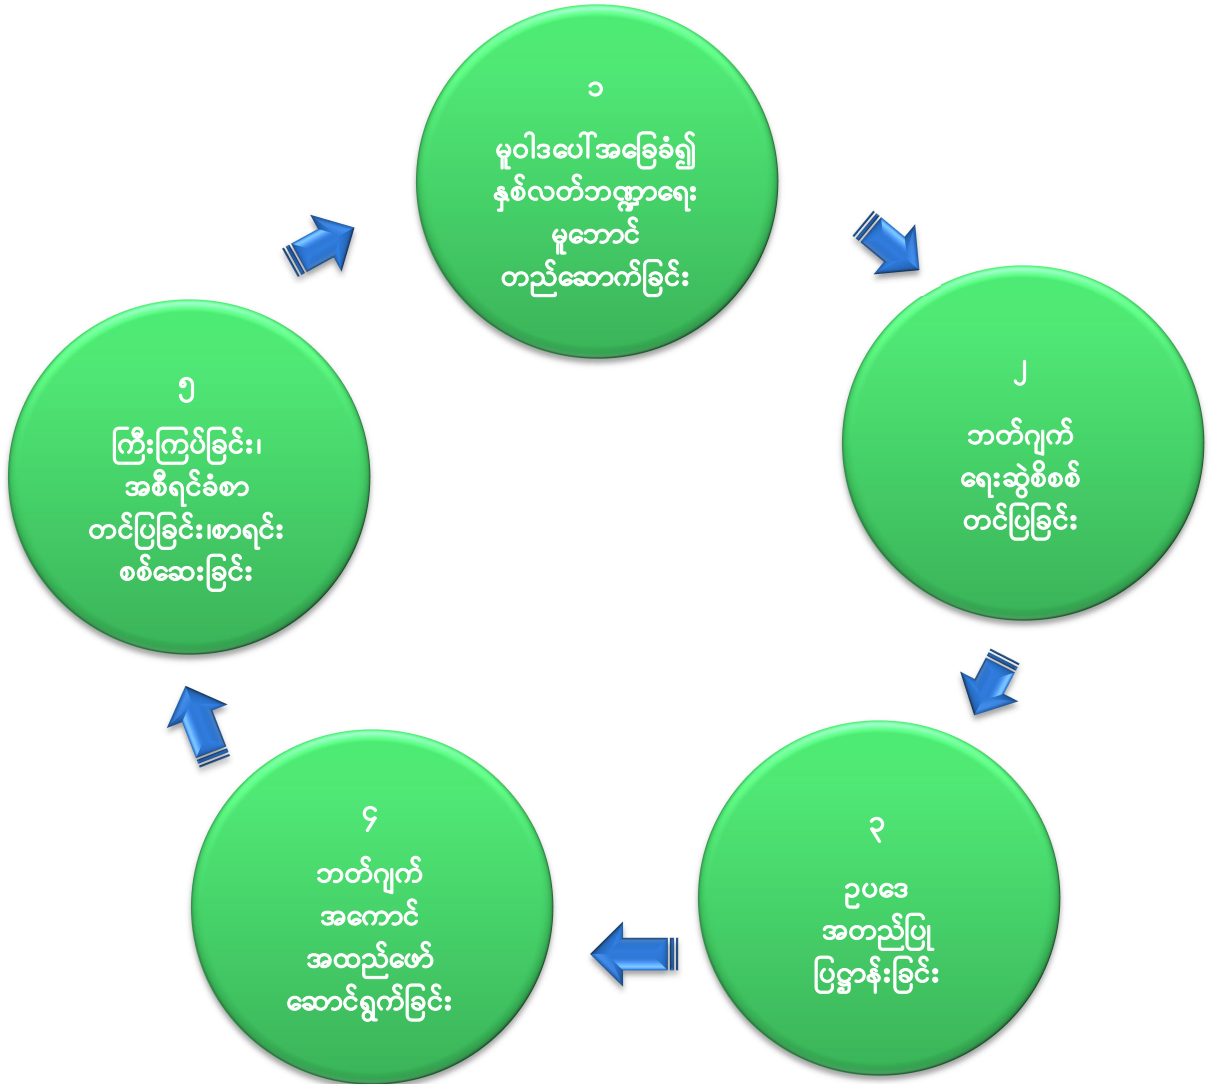 ၁
မူဝါဒပေါ်အခြေခံ၍
နှစ်လတ်ဘဏ္ဍာရေး
မူဘောင်
တည်ဆောက်ခြင်း
၂
ဘတ်ဂျက်
ရေးဆွဲစိစစ်
တင်ပြခြင်း
၃
ဥပဒေ
အတည်ပြု
ပြဋ္ဌာန်းခြင်း
၄
ဘတ်ဂျက်
အကောင်
အထည်ဖော်
ဆောင်ရွက်ခြင်း
၅
ကြီးကြပ်ခြင်း၊
အစီရင်ခံစာ
တင်ပြခြင်း၊စာရင်း
စစ်ဆေးခြင်း